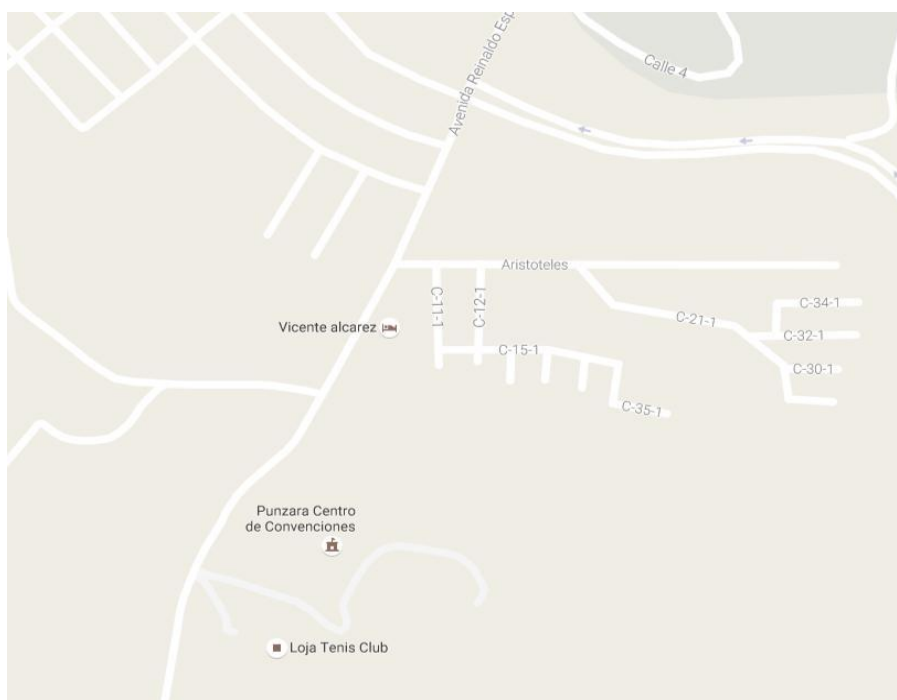 Calle 4
Avenida Reinaldo Esp
Aristoteles
C-11-1
C-12-1
C-34-1
C-21-1
C-32-1
Vicente alcarez
C-15-1
C-30-1
C-35-1
Punzara Centro
de Convenciones
Loja Tenis Club